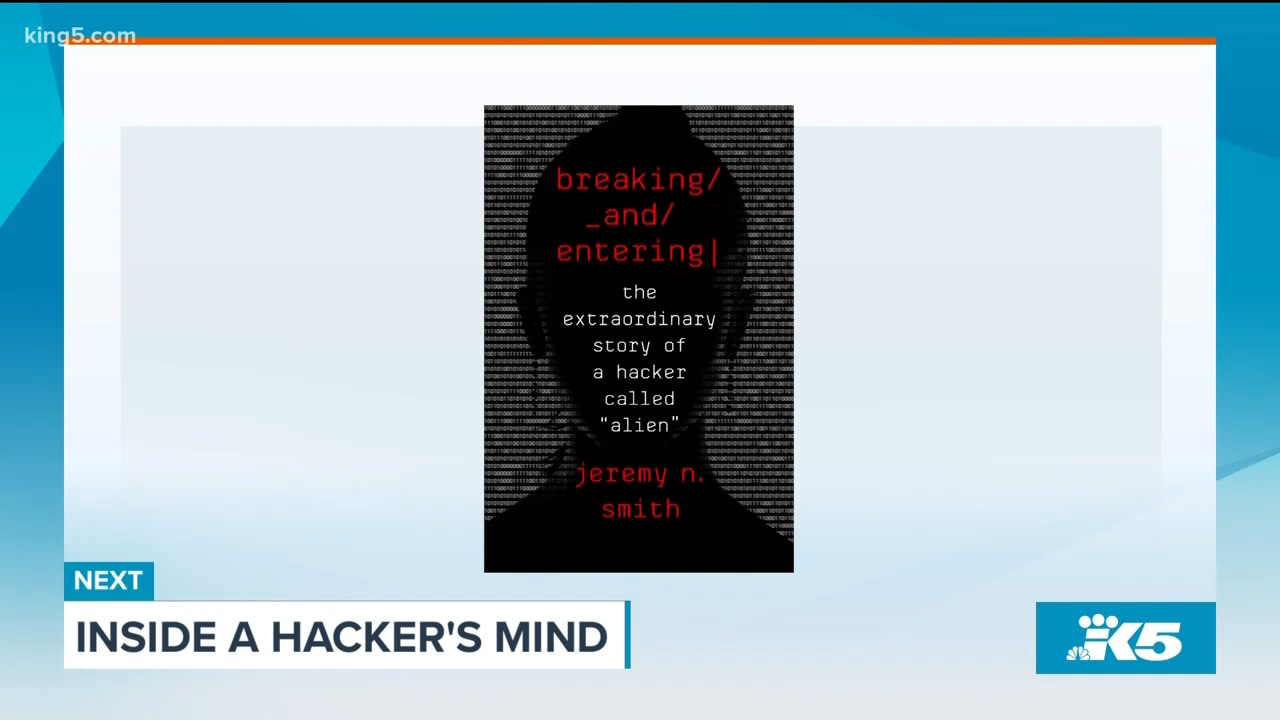 king5.com
breaking/
_and/
entering|
the
extraordinary
story of
a hacker
called
“alien”
jeremy n.
smith
NEXT
INSIDE A HACKER'S MIND
K5